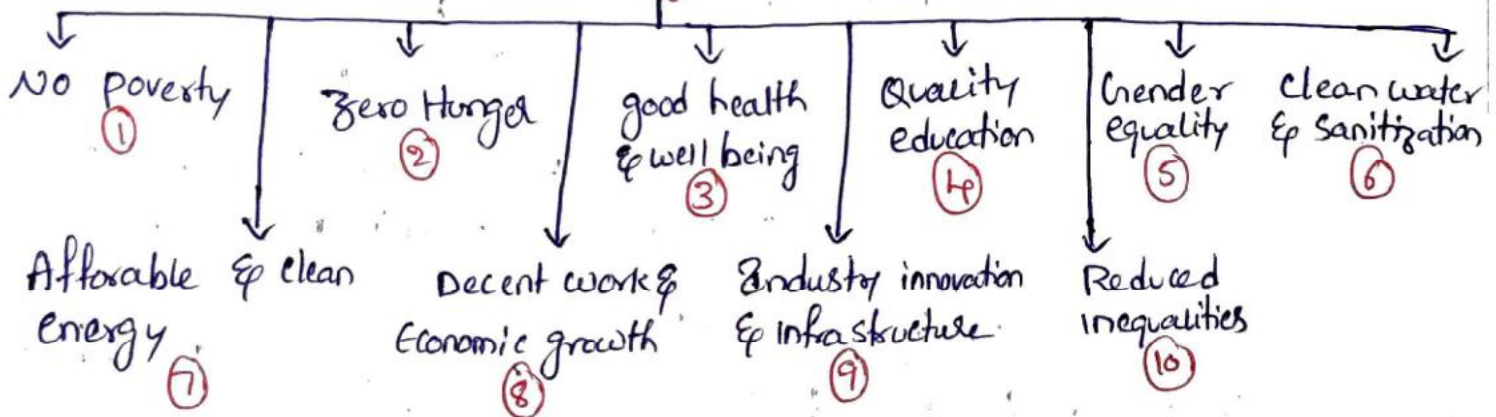 No poverty
1
Zero Hunger
2
good health
& well being
3
Quality
education
4
Gender
equality
5
clean water
& sanitization
6
Afforable & clean
energy
7
Decent work &
Economic growth
8
Industry innovation
& infrastructure
9
Reduced
inequalities
10